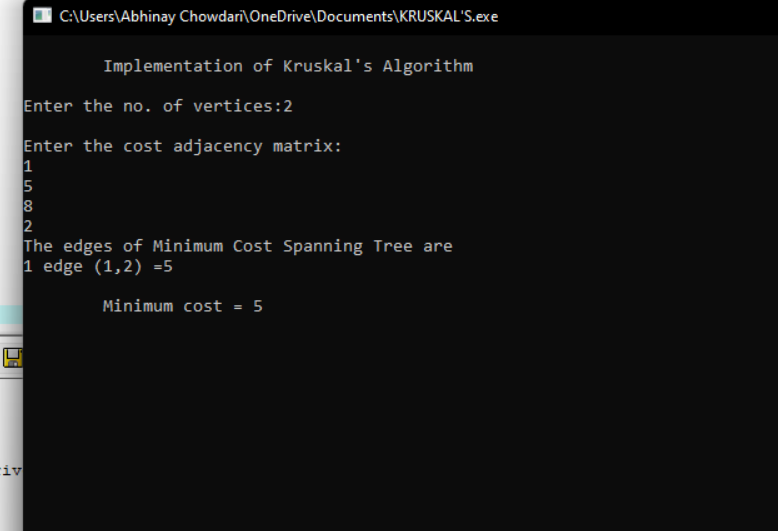 C:\Users\Abhinay Chowdari\OneDrive\Documents\KRUSKAL'S.exe
Implementation of Kruskal's Algorithm
Enter the no. of vertices:2
Enter the cost adjacency matrix:
1
5
8
2
The edges of Minimum Cost Spanning Tree are
1 edge (1,2) =5
Minimum cost = 5